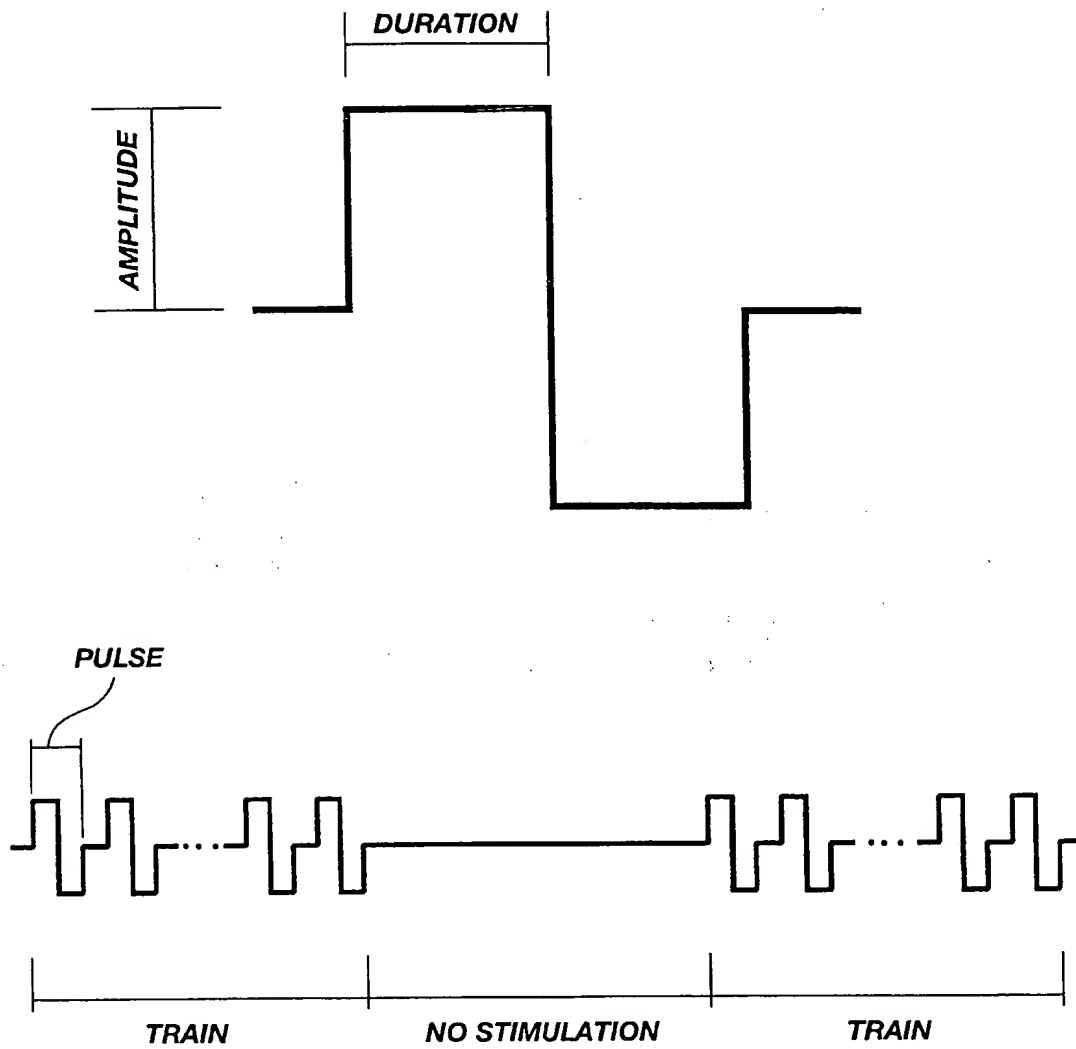 DURATION
AMPLITUDE
PULSE
TRAIN
NO STIMULATION
TRAIN